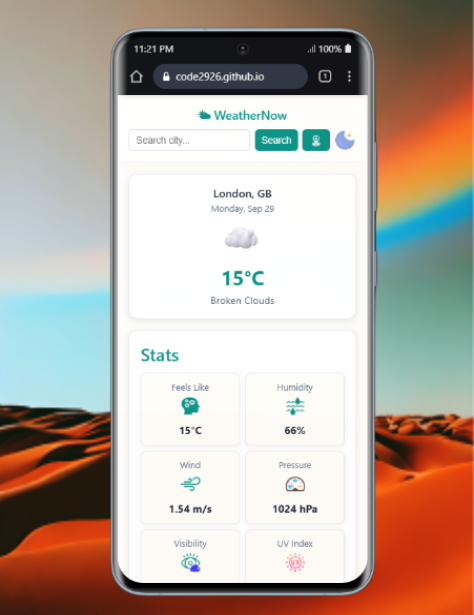 11:21 PM
100%
code2926.github.io
1
WeatherNow
Search city...
Search
London, GB
Monday, Sep 29
15°C
Broken Clouds
Stats
Feels Like
Humidity
15°C
66%
Wind
Pressure
1.54 m/s
1024 hPa
Visibility
UV Index